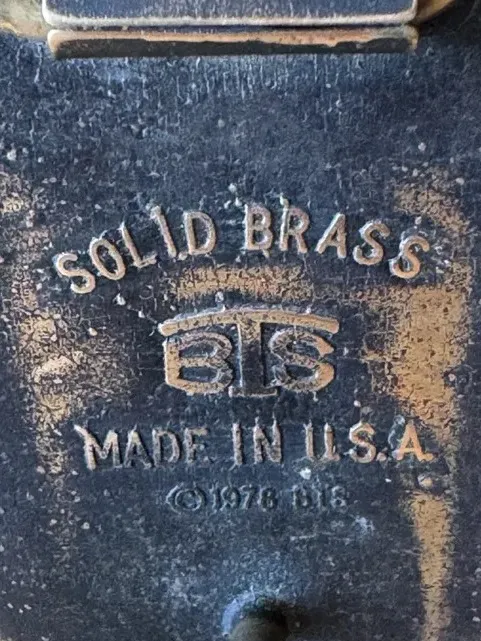 SOLID BRASS
BTS
MADE IN U.S.A.
©1978 BTS